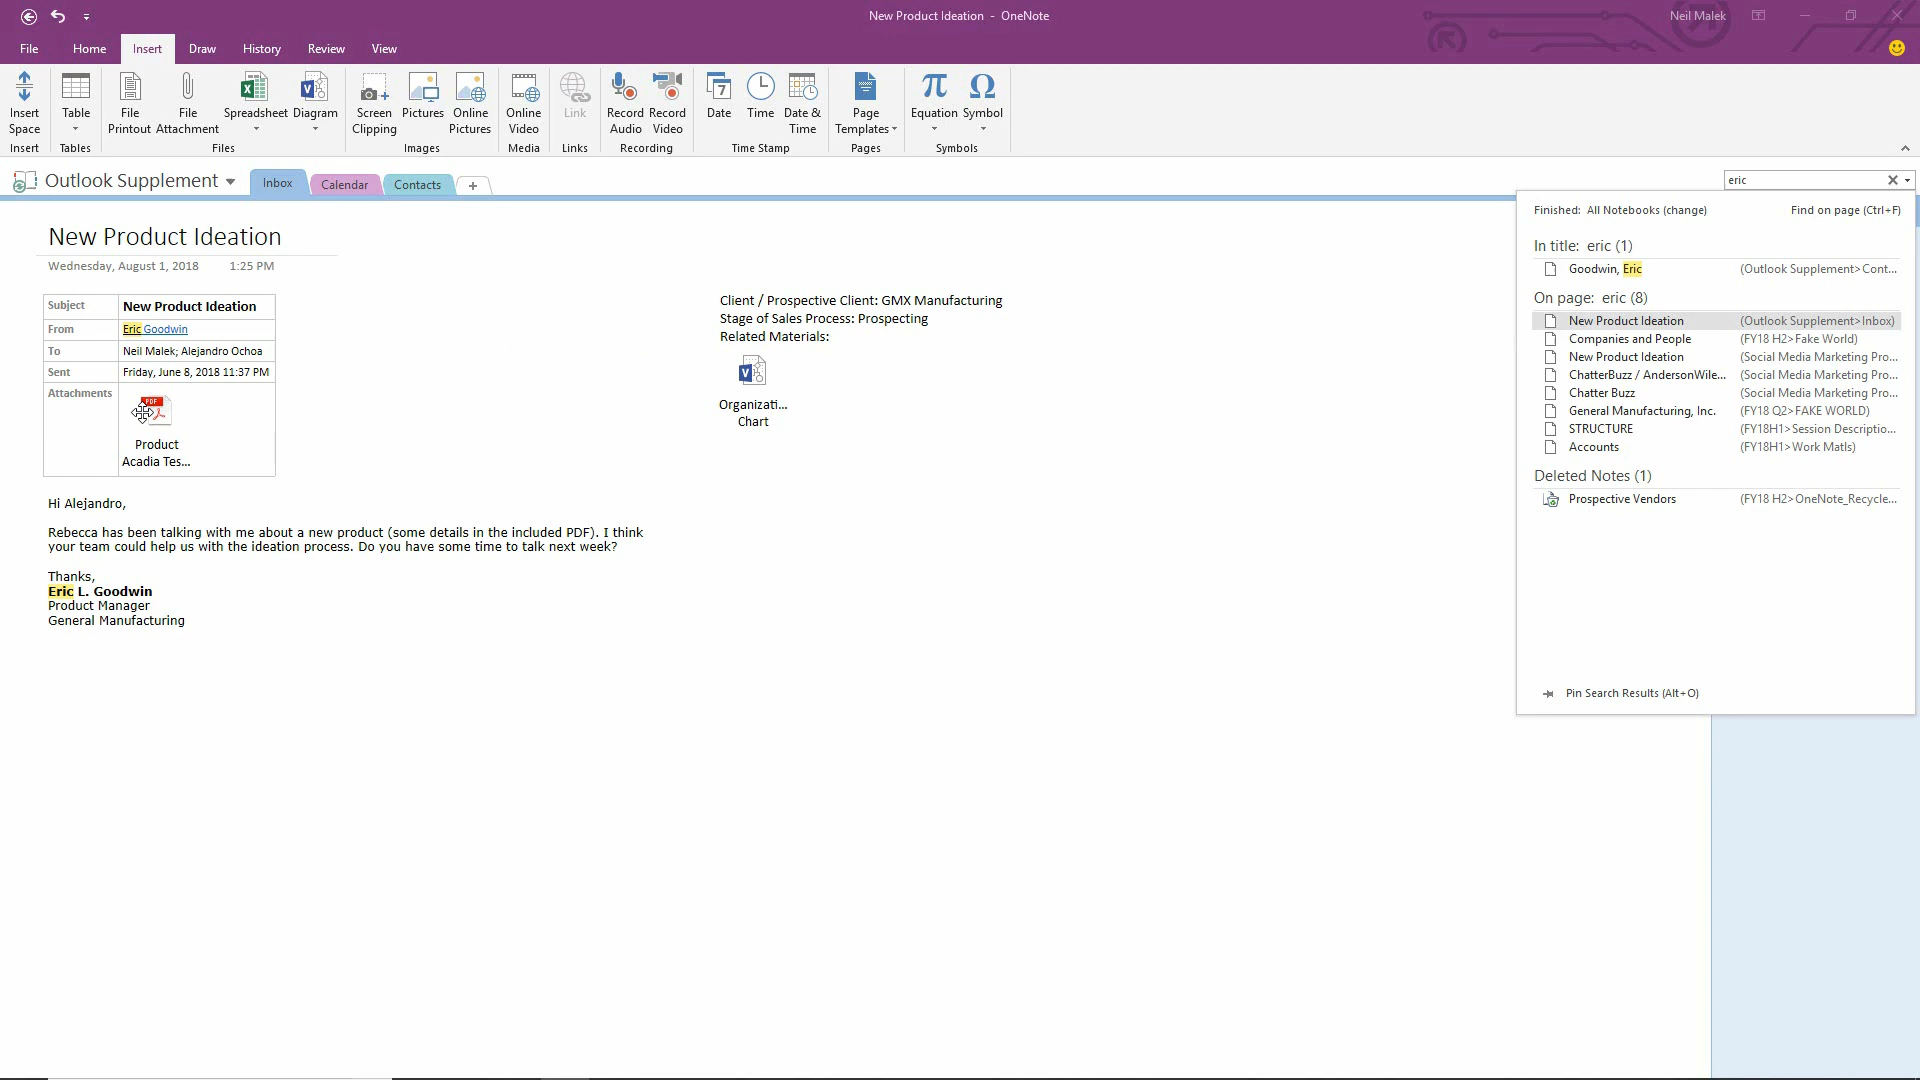 New Product Ideation - OneNote
Neil Malek
File Home Insert Draw History Review View
Insert Space
Table
File Printout
File Attachment
Spreadsheet
Diagram
Screen Clipping
Pictures
Online Pictures
Online Video
Link
Record Audio
Record Video
Date
Time
Date & Time
Page Templates
Equation
Symbol
Insert Tables Files Images Media Links Recording Time Stamp Pages Symbols
Outlook Supplement
Inbox Calendar Contacts +
eric
New Product Ideation
Wednesday, August 1, 2018 1:25 PM
Subject New Product Ideation
From Eric Goodwin
To Neil Malek; Alejandro Ochoa
Sent Friday, June 8, 2018 11:37 PM
Attachments
PDF
Product
Acadia Tes...
Hi Alejandro,
Rebecca has been talking with me about a new product (some details in the included PDF). I think
your team could help us with the ideation process. Do you have some time to talk next week?
Thanks,
Eric L. Goodwin
Product Manager
General Manufacturing
Client / Prospective Client: GMX Manufacturing
Stage of Sales Process: Prospecting
Related Materials:
Organizati...
Chart
Finished: All Notebooks (change) Find on page (Ctrl+F)
In title: eric (1)
Goodwin, Eric (Outlook Supplement>Cont...
On page: eric (8)
New Product Ideation (Outlook Supplement>Inbox)
Companies and People (FY18 H2>Fake World)
New Product Ideation (Social Media Marketing Pro...
ChatterBuzz / AndersonWile... (Social Media Marketing Pro...
Chatter Buzz (Social Media Marketing Pro...
General Manufacturing, Inc. (FY18 Q2>FAKE WORLD)
STRUCTURE (FY18H1>Session Descriptio...
Accounts (FY18H1>Work Matls)
Deleted Notes (1)
Prospective Vendors (FY18 H2>OneNote_Recycle...
Pin Search Results (Alt+O)